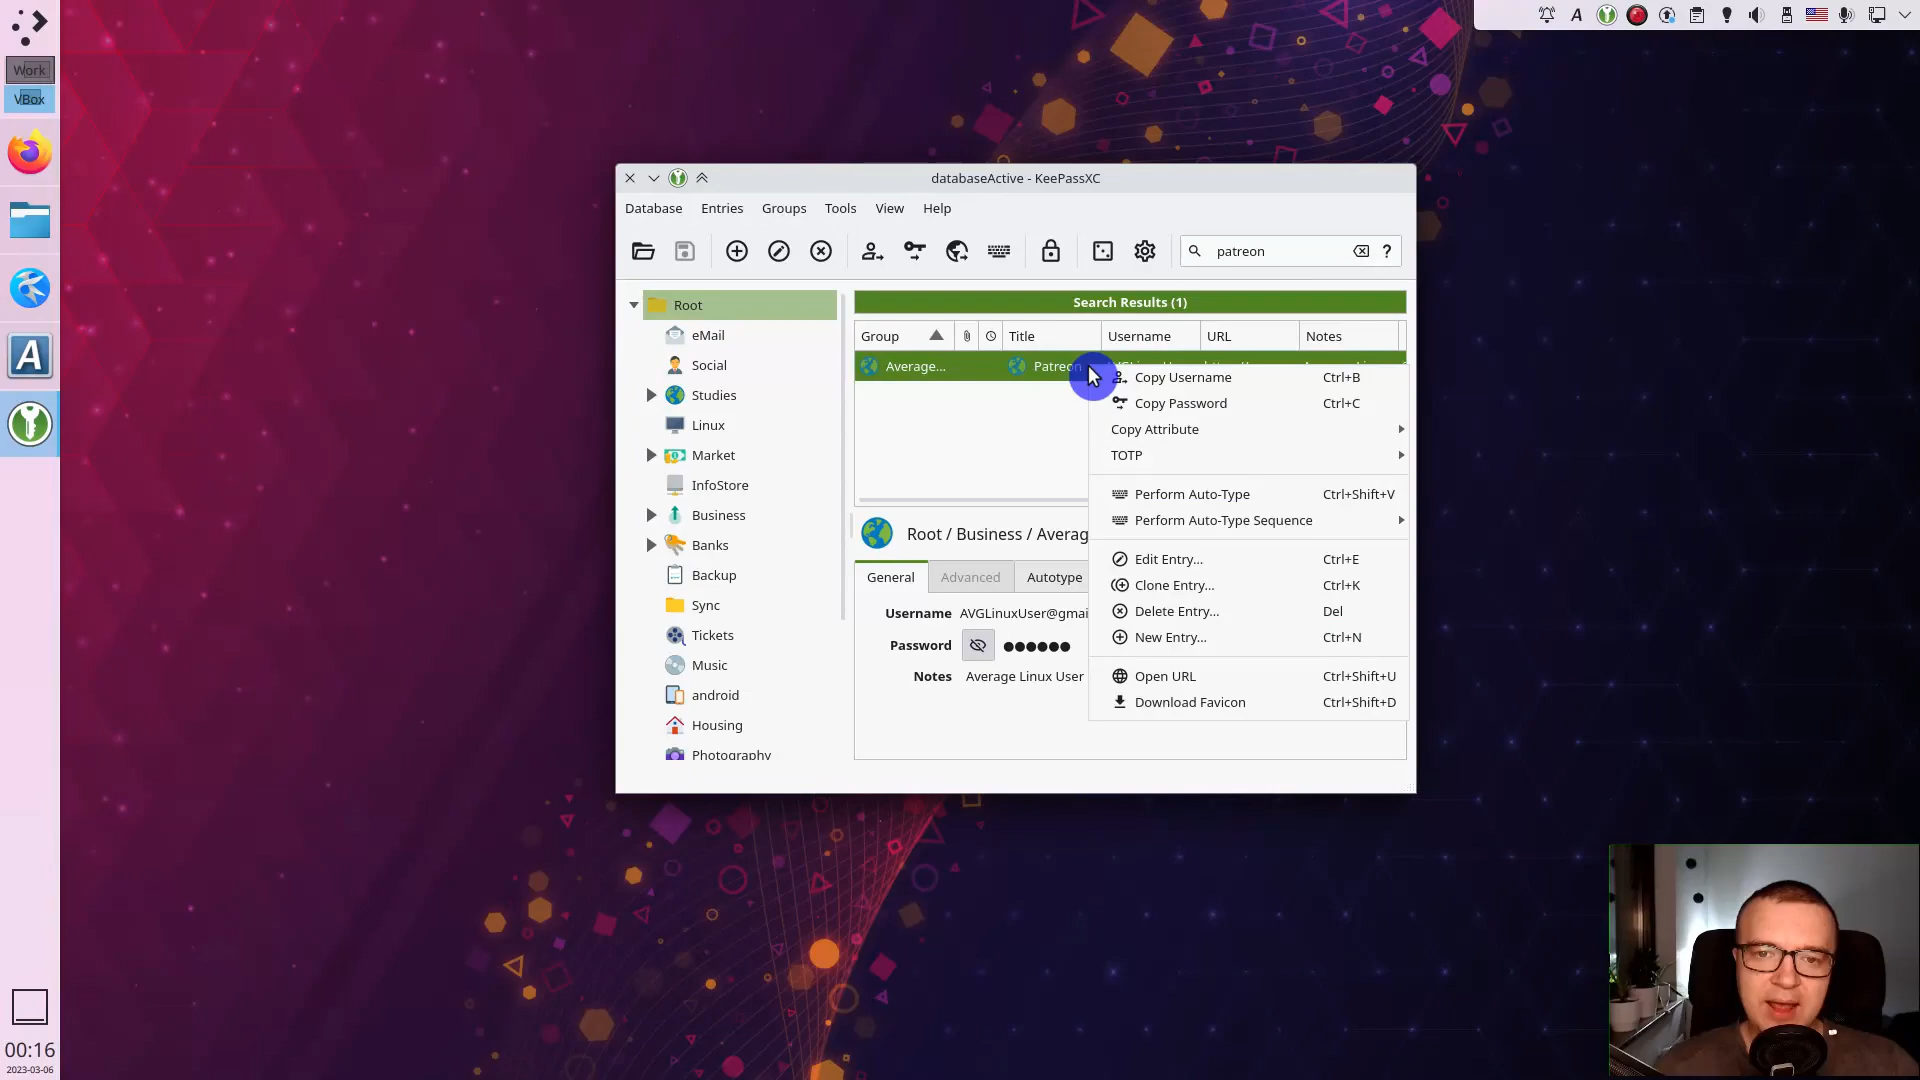 Work
VBox
A
databaseActive - KeePassXC
Database Entries Groups Tools View Help
patreon ?
Root
eMail
Social
Studies
Linux
Market
InfoStore
Business
Banks
Backup
Sync
Tickets
Music
android
Housing
Photography
Search Results (1)
Group Title Username URL Notes
Average... Patreon
Copy Username Ctrl+B
Copy Password Ctrl+C
Copy Attribute
TOTP
Perform Auto-Type Ctrl+Shift+V
Perform Auto-Type Sequence
Edit Entry... Ctrl+E
Clone Entry... Ctrl+K
Delete Entry... Del
New Entry... Ctrl+N
Open URL Ctrl+Shift+U
Download Favicon Ctrl+Shift+D
Root / Business / Averag
General Advanced Autotype
Username AVGLinuxUser@gmai
Password ●●●●●●
Notes Average Linux User
A
00:16
2023-03-06